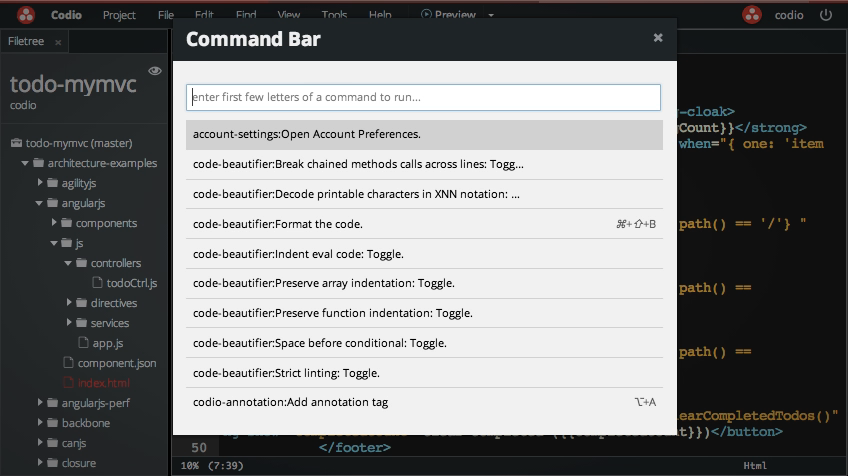 Codio Project File Edit Find View Tools Help Preview codio
Filetree ×
todo-mymvc
codio
todo-mymvc (master)
architecture-examples
agilityjs
angularjs
components
js
controllers
todoCtrl.js
directives
services
app.js
component.json
index.html
angularjs-perf
backbone
canjs
closure
Command Bar ×
enter first few letters of a command to run...
account-settings:Open Account Preferences.
code-beautifier:Break chained methods calls across lines: Togg...
code-beautifier:Decode printable characters in XNN notation: ...
code-beautifier:Format the code. ⌘+⇧+B
code-beautifier:Indent eval code: Toggle.
code-beautifier:Preserve array indentation: Toggle.
code-beautifier:Preserve function indentation: Toggle.
code-beautifier:Space before conditional: Toggle.
code-beautifier:Strict linting: Toggle.
codio-annotation:Add annotation tag ⌥+A
-cloak>
Count}}</strong>
when="{ one: 'item
path() == '/'} "
path() ==
path() ==
learCompletedTodos()"
}})</button>
50 </footer>
10% (7:39) Html